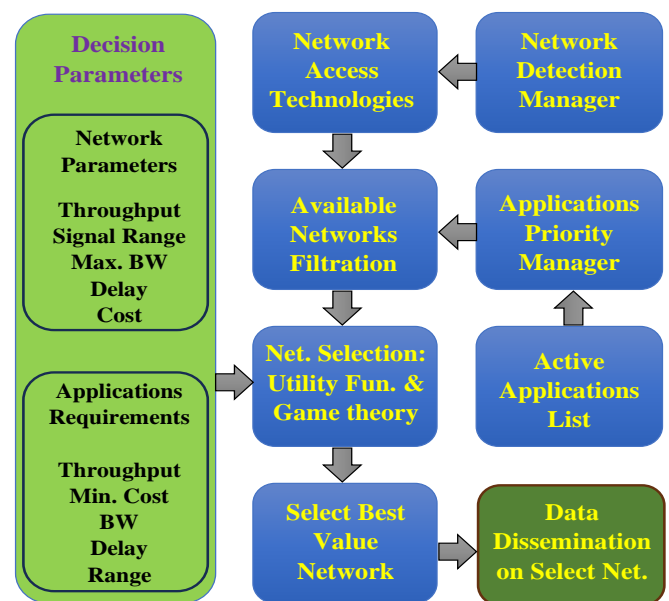 Decision
Parameters
Network
Parameters
Throughput
Signal Range
Max. BW
Delay
Cost
Applications
Requirements
Throughput
Min. Cost
BW
Delay
Range
Network
Access
Technologies
Network
Detection
Manager
Available
Networks
Filtration
Applications
Priority
Manager
Net. Selection:
Utility Fun. &
Game theory
Active
Applications
List
Select Best
Value
Network
Data
Dissemination
on Select Net.